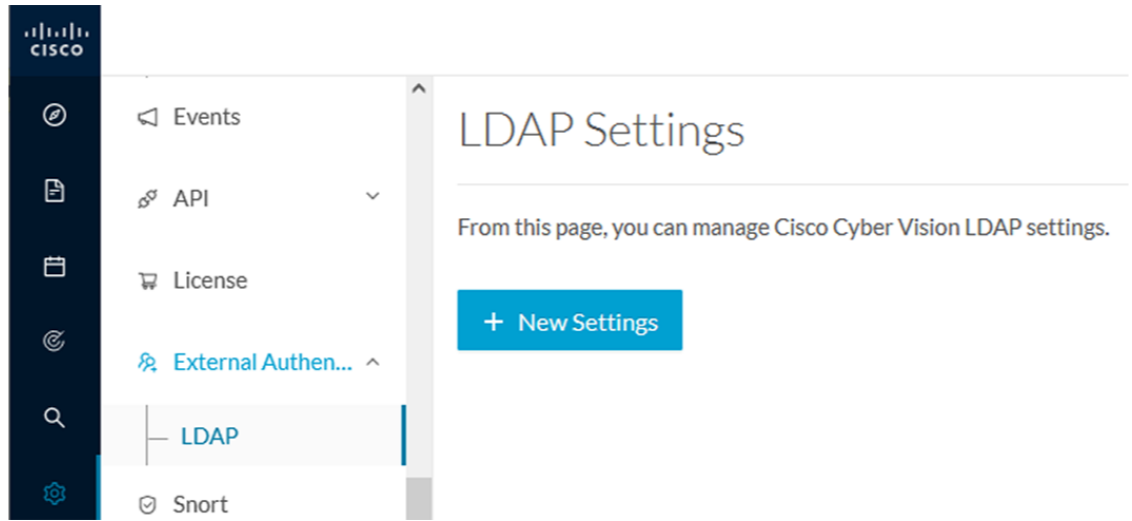 CISCO
Events
API
License
External Authen...
LDAP
Snort
LDAP Settings
From this page, you can manage Cisco Cyber Vision LDAP settings.
+ New Settings